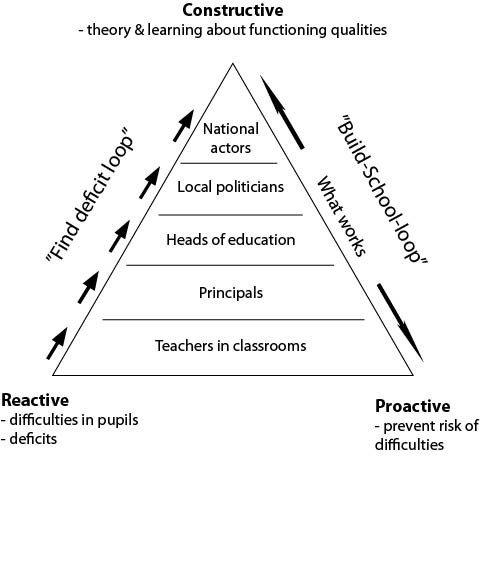 Constructive
- theory & learning about functioning qualities
"Find deficit loop"
"Build-School-loop"
What works
National
actors
Local politicians
Heads of education
Principals
Teachers in classrooms
Reactive
- difficulties in pupils
- deficits
Proactive
- prevent risk of
difficulties